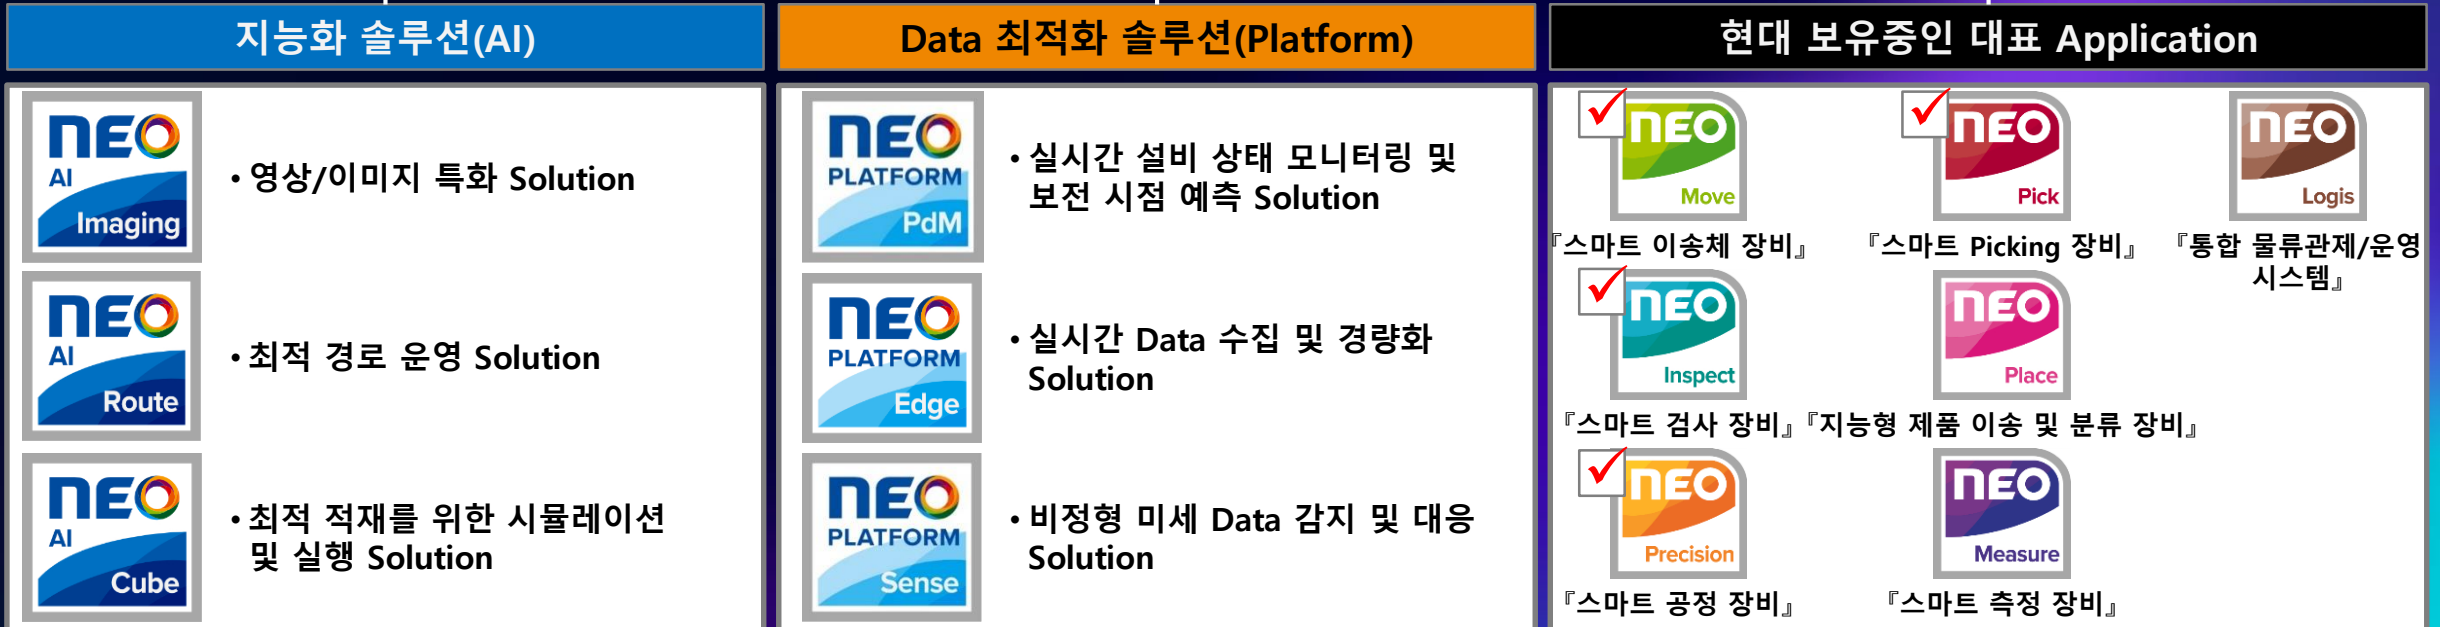 지능화 솔루션(AI)
NEO
AI
Imaging
• 영상/이미지 특화 Solution
NEO
AI
Route
• 최적 경로 운영 Solution
NEO
AI
Cube
• 최적 적재를 위한 시뮬레이션
및 실행 Solution
Data 최적화 솔루션(Platform)
NEO
PLATFORM
PdM
• 실시간 설비 상태 모니터링 및
보전 시점 예측 Solution
NEO
PLATFORM
Edge
• 실시간 Data 수집 및 경량화
Solution
NEO
PLATFORM
Sense
• 비정형 미세 Data 감지 및 대응
Solution
현대 보유중인 대표 Application
NEO
Move
『스마트 이송체 장비』
NEO
Pick
『스마트 Picking 장비』
NEO
Logis
『통합 물류관제/운영
시스템』
NEO
Inspect
『스마트 검사 장비』
NEO
Place
『지능형 제품 이송 및 분류 장비』
NEO
Precision
『스마트 공정 장비』
NEO
Measure
『스마트 측정 장비』